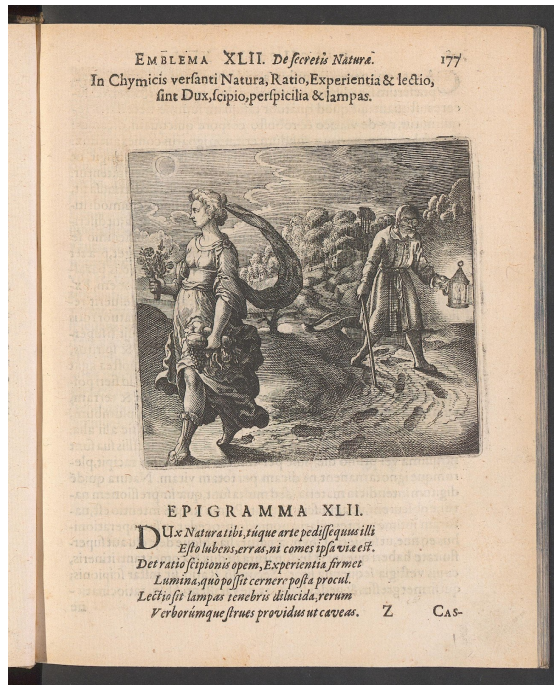 EMBLEMA XLII. De secretis Naturæ. 177
In Chymicis versanti Natura, Ratio, Experientia & lectio,
sint Dux, scipio, perspicilia & lampas.
EPIGRAMMA XLII.
DUx Natura tibi, túque arte pedissequus illi
Esto lubens, erras, ni comes ipsa viæ est.
Det ratio scipionis opem, Experientia firmet
Lumina, quò possit cernere posta procul.
Lectio sit lampas tenebris dilucida, rerum
Verborúmque strues providus ut caveas. Z CAS-